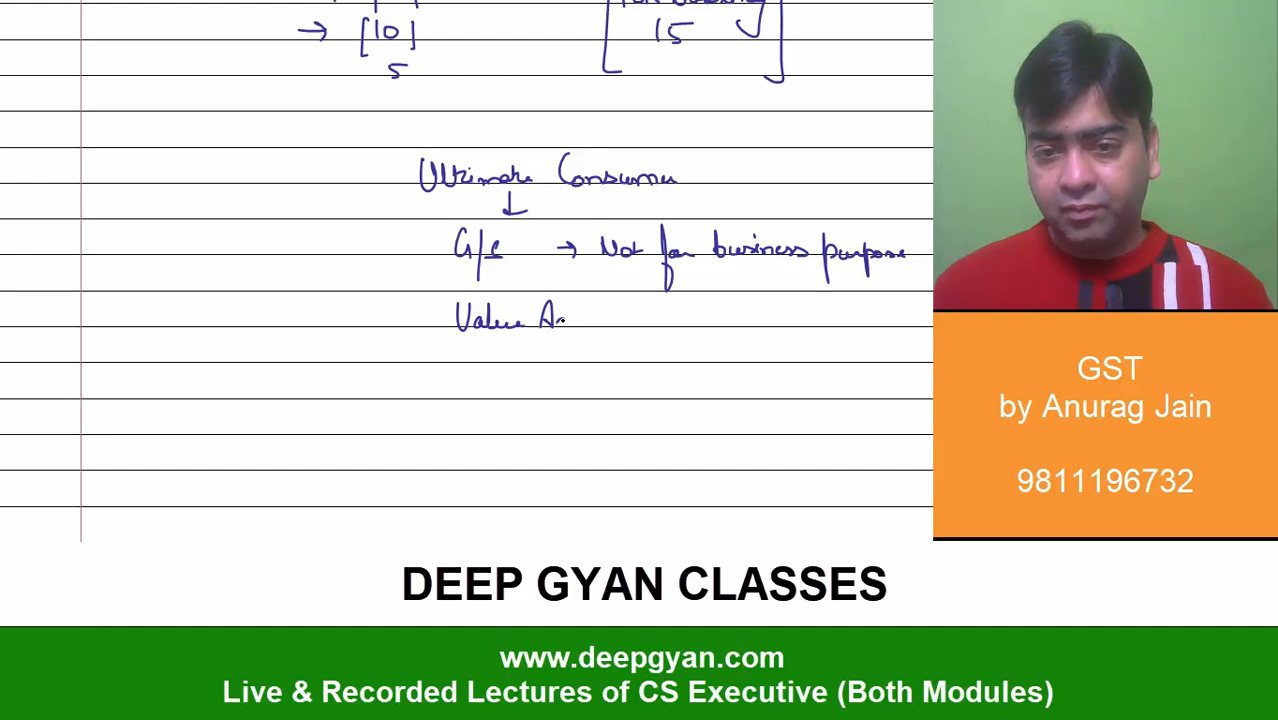 → [10]
5
15
Ultimate Consumer
↓
G/s → Not for business purpose
Value A
GST
by Anurag Jain
9811196732
DEEP GYAN CLASSES
www.deepgyan.com
Live & Recorded Lectures of CS Executive (Both Modules)